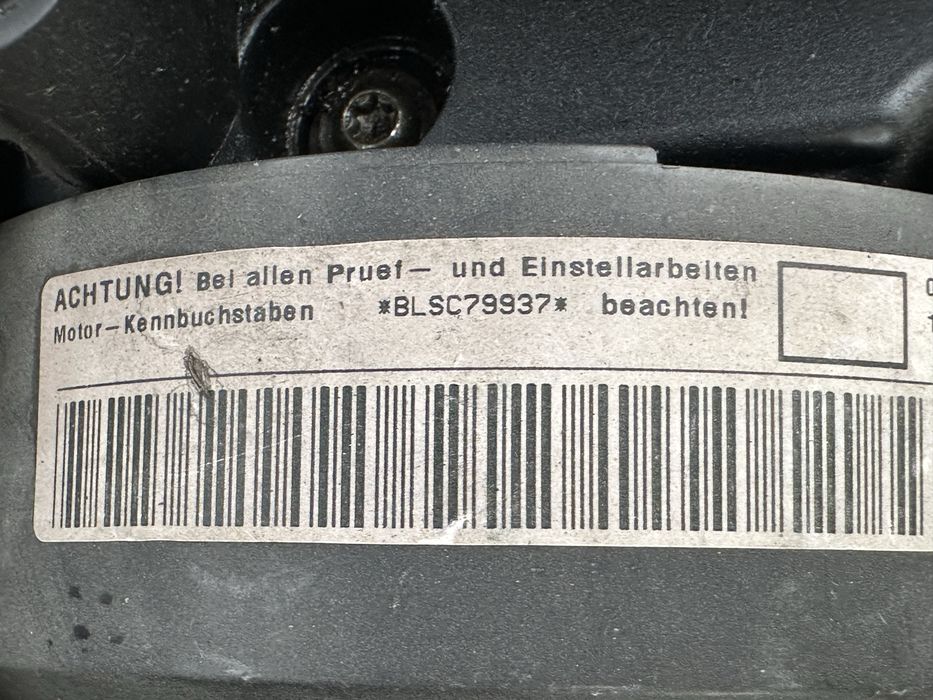 ACHTUNG! Bei allen Pruef— und Einstellarbeiten
Motor—Kennbuchstaben *BLSC79937* beachten!